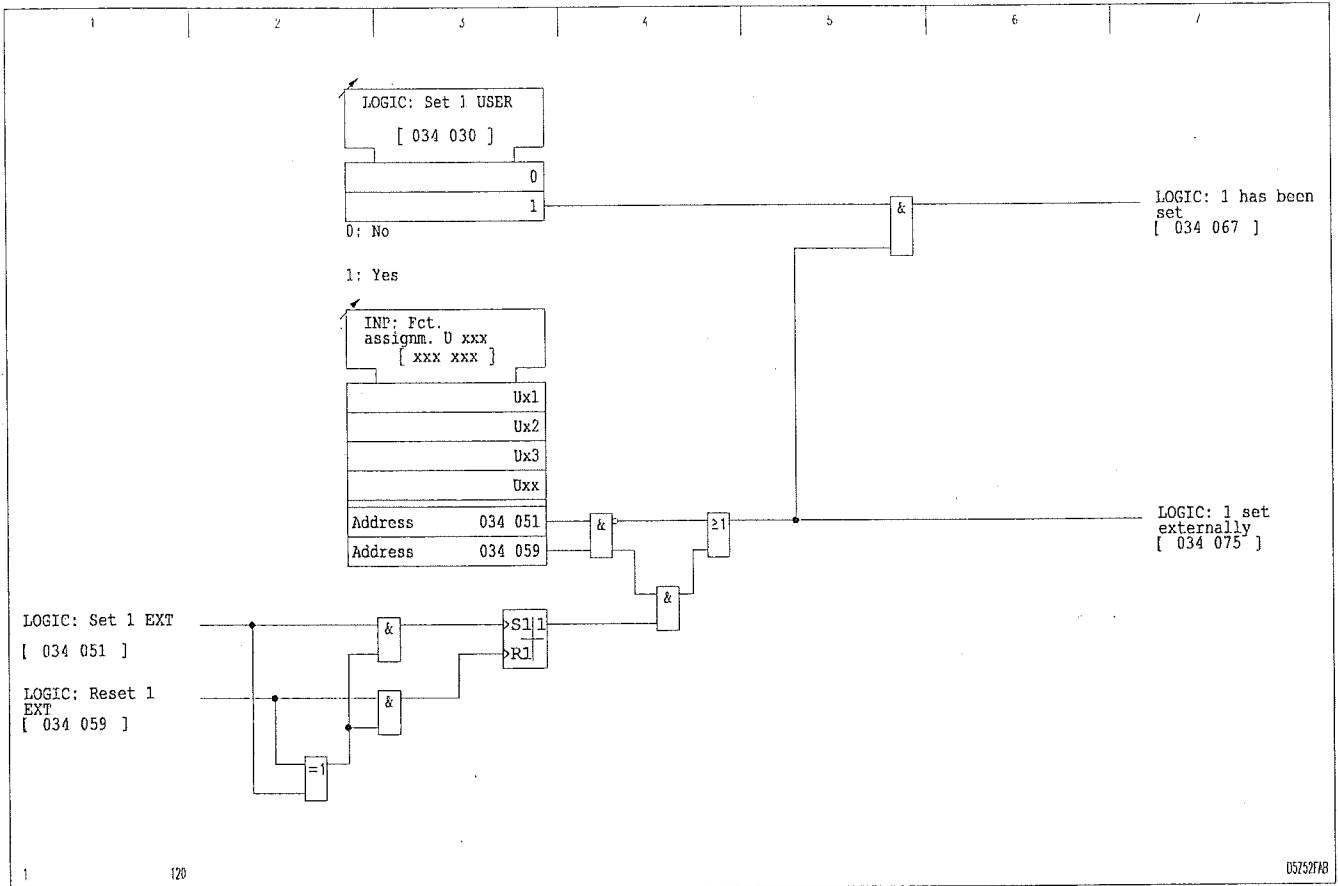 1 2 3 4 5 6 7
LOGIC: Set 1 USER
[ 034 030 ]
0
1
0: No
1: Yes
&
LOGIC: 1 has been
set
[ 034 067 ]
INP: Fct.
assignm. U xxx
[ xxx xxx ]
Ux1
Ux2
Ux3
Uxx
Address 034 051
Address 034 059
&
≥1
&
LOGIC: 1 set
externally
[ 034 075 ]
LOGIC: Set 1 EXT
[ 034 051 ]
&
S1 1
R1
LOGIC: Reset 1
EXT
[ 034 059 ]
&
=1
1 120
D5Z52FAB